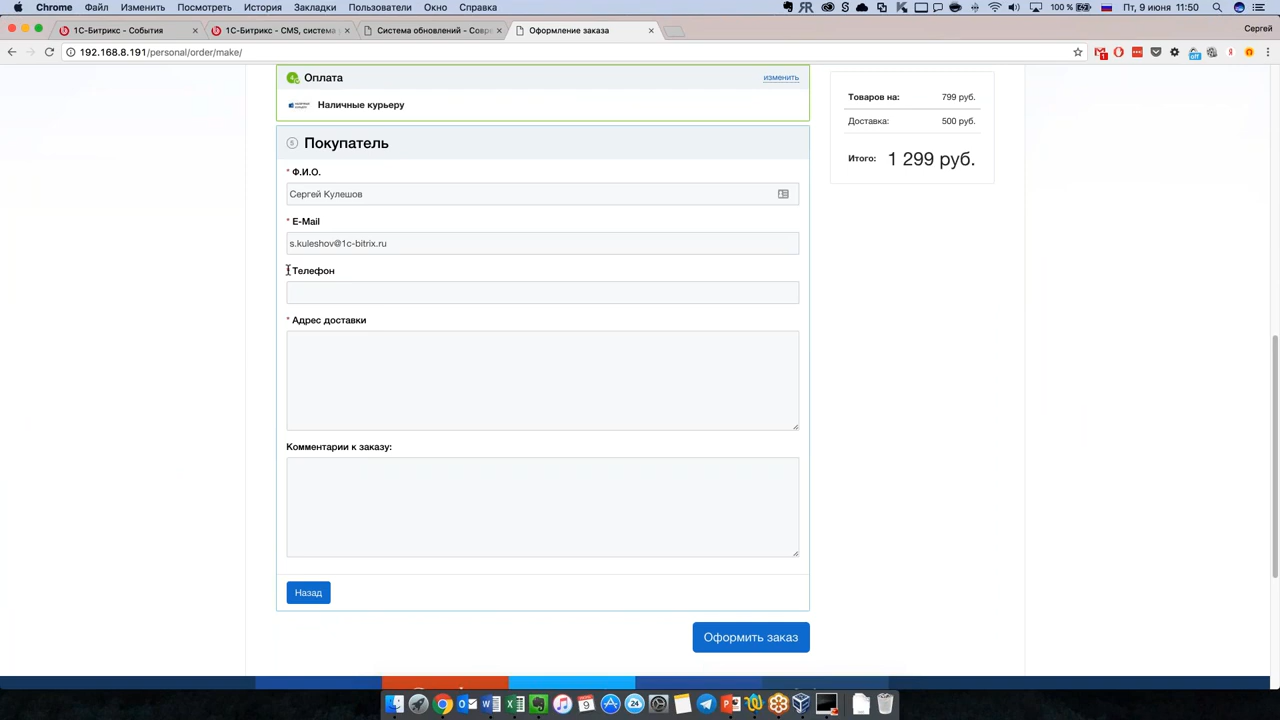 Chrome Файл Изменить Посмотреть История Закладки Пользователи Окно Справка 100 % Пт, 9 июня 11:50
1С-Битрикс - События × 1С-Битрикс - CMS, система × Система обновлений - Совр × Оформление заказа × Сергей
192.168.8.191/personal/order/make/
Оплата изменить
Наличные курьеру
Товаров на: 799 руб.
Доставка: 500 руб.
Итого: 1 299 руб.
5 Покупатель
* Ф.И.О.
Сергей Кулешов
* E-Mail
s.kuleshov@1c-bitrix.ru
Телефон
* Адрес доставки
Комментарии к заказу:
Назад
Оформить заказ